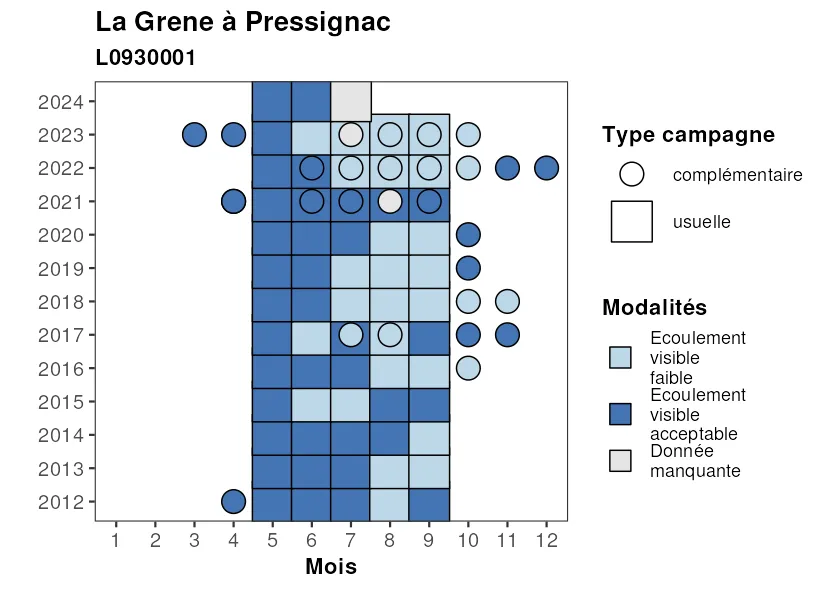 La Grene à Pressignac
L0930001
2024
2023
2022
2021
2020
2019
2018
2017
2016
2015
2014
2013
2012
1 2 3 4 5 6 7 8 9 10 11 12
Mois
Type campagne
complémentaire
usuelle
Modalités
Ecoulement
visible
faible
Ecoulement
visible
acceptable
Donnée
manquante